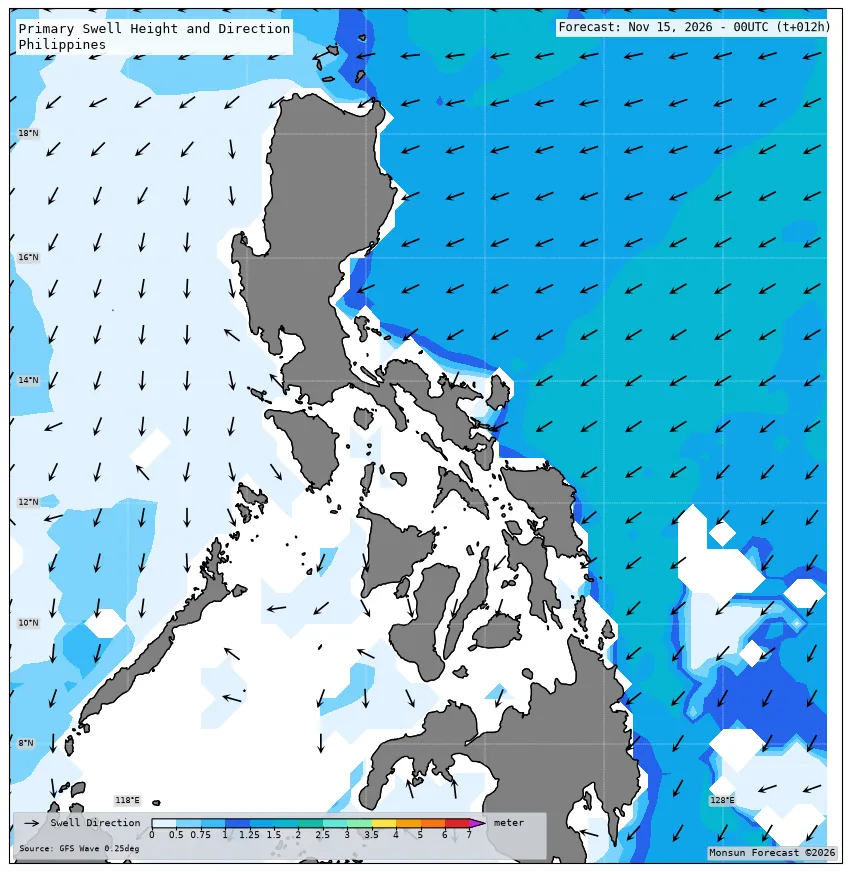 Primary Swell Height and Direction
Philippines
Forecast: Nov 15, 2026 - 00UTC (t+012h)
18°N
16°N
14°N
12°N
10°N
8°N
118°E
128°E
Swell Direction
meter
0 0.5 0.75 1 1.25 1.5 2 2.5 3 3.5 4 5 6 7
Source: GFS Wave 0.25deg
Monsun Forecast ©2026